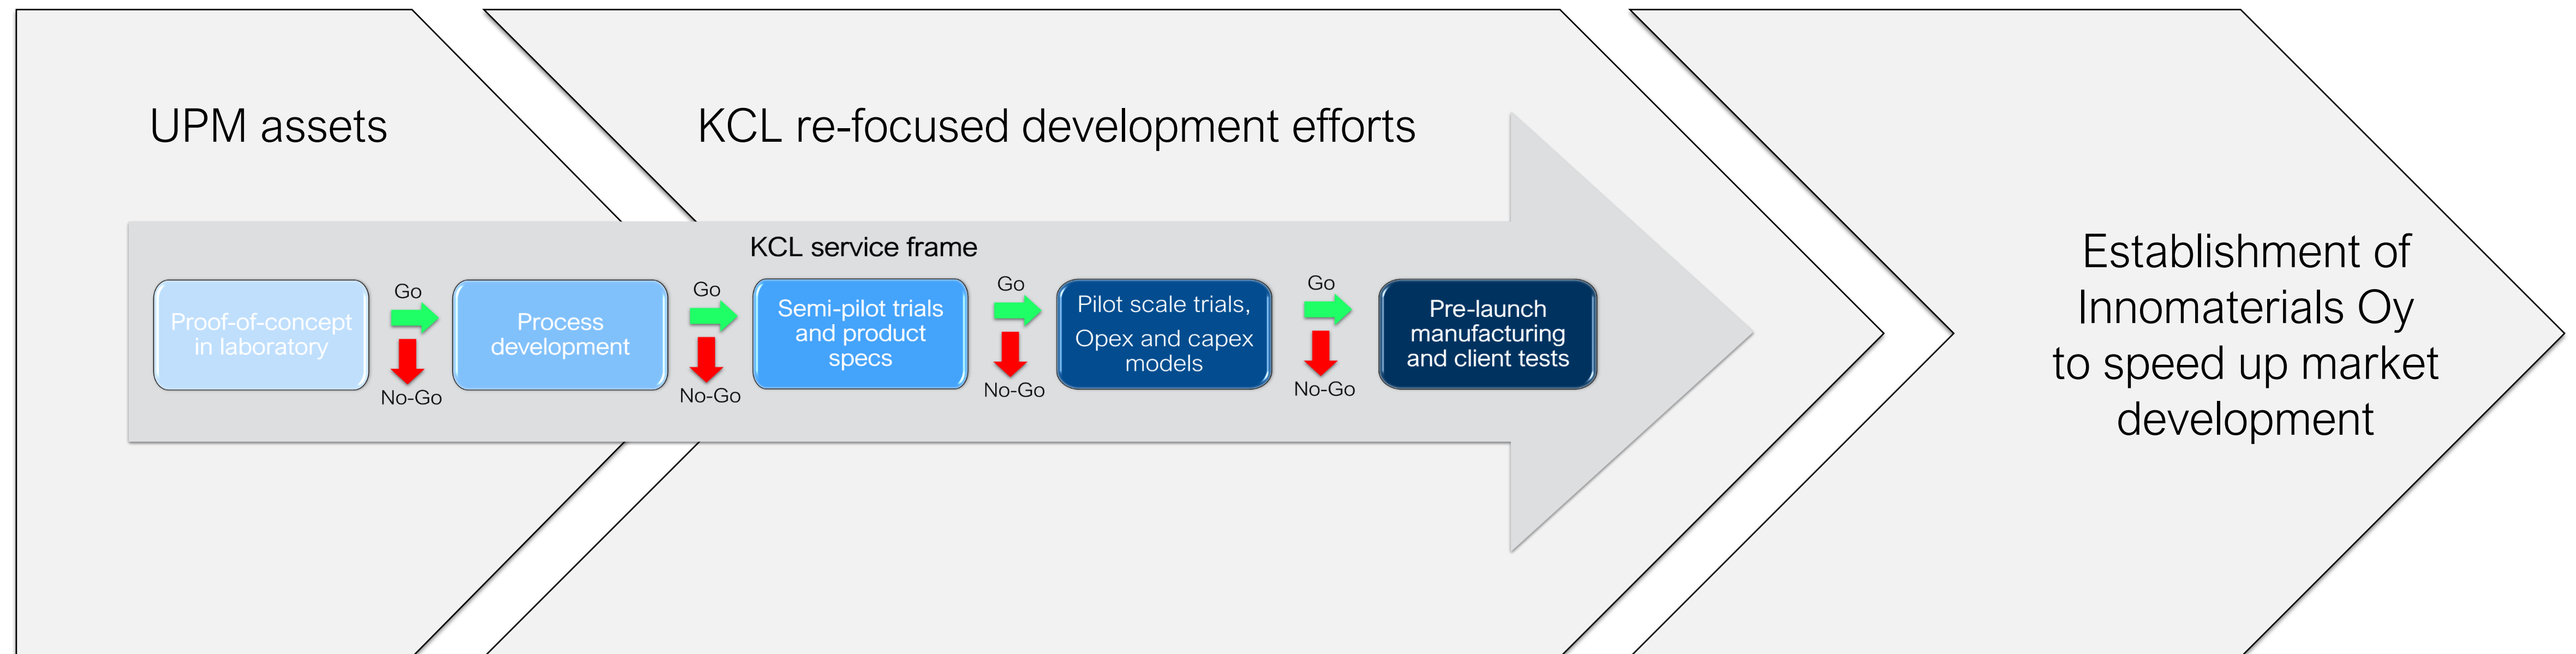 UPM assets
KCL re-focused development efforts
KCL service frame
Proof-of-concept
in laboratory
Go
No-Go
Process
development
Go
No-Go
Semi-pilot trials
and product
specs
Go
No-Go
Pilot scale trials,
Opex and capex
models
Go
No-Go
Pre-launch
manufacturing
and client tests
Establishment of
Innomaterials Oy
to speed up market
development